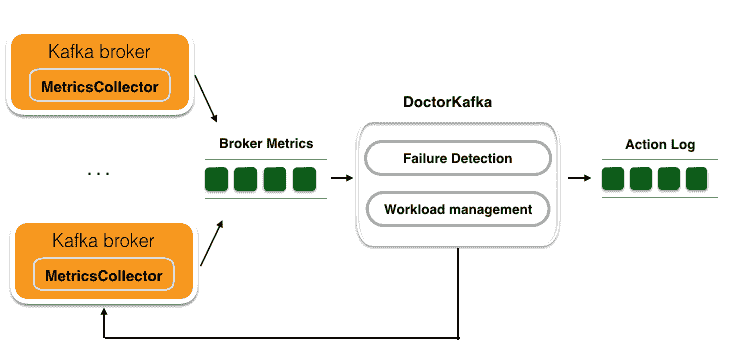 Kafka broker
MetricsCollector
...
Kafka broker
MetricsCollector
Broker Metrics
DoctorKafka
Failure Detection
Workload management
Action Log